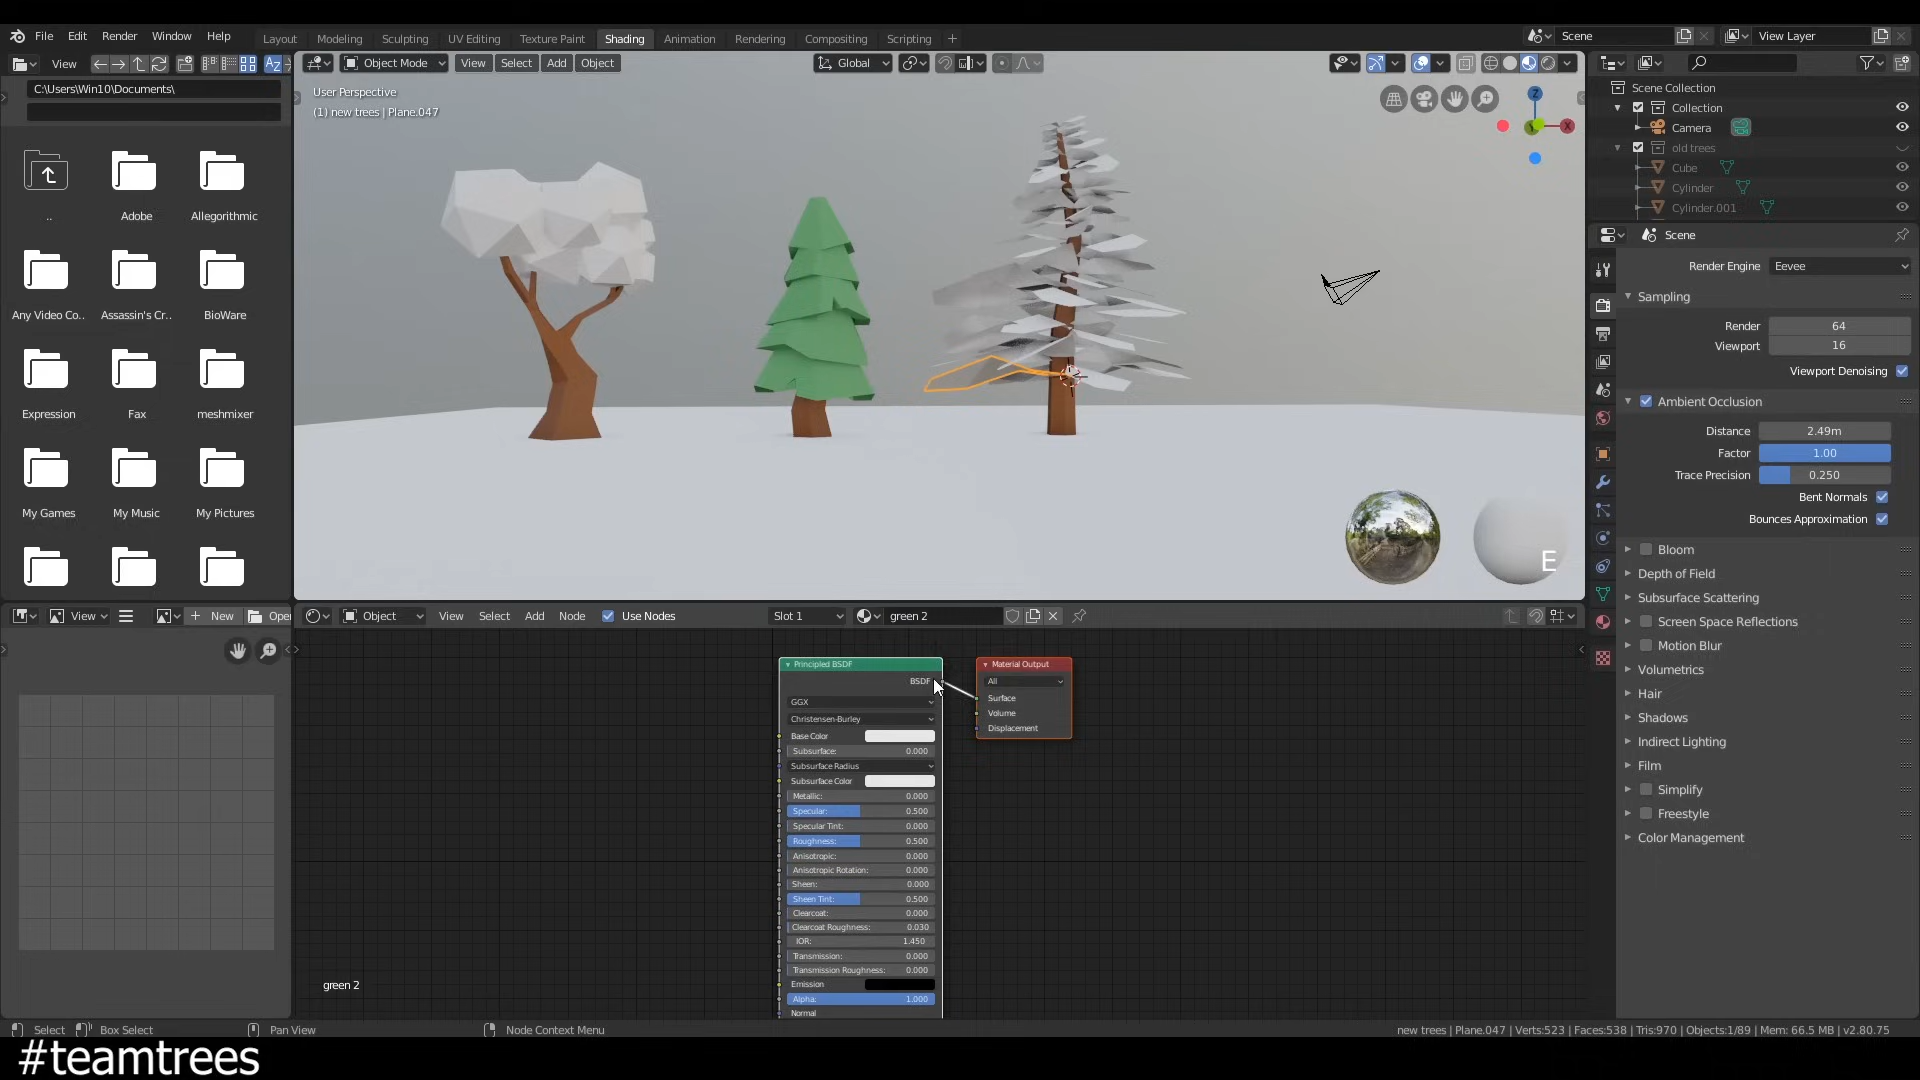 File Edit Render Window Help
Layout Modeling Sculpting UV Editing Texture Paint Shading Animation Rendering Compositing Scripting +
Scene
View Layer
View
C:\Users\Win10\Documents\
..
Adobe
Allegorithmic
Any Video Co..
Assassin's Cr..
BioWare
Expression
Fax
meshmixer
My Games
My Music
My Pictures
Object Mode View Select Add Object
Global
User Perspective
(1) new trees | Plane.047
Z
X
E
Scene Collection
Collection
Camera
old trees
Cube
Cylinder
Cylinder.001
Scene
Render Engine Eevee
Sampling
Render 64
Viewport 16
Viewport Denoising
Ambient Occlusion
Distance 2.49m
Factor 1.00
Trace Precision 0.250
Bent Normals
Bounces Approximation
Bloom
Depth of Field
Subsurface Scattering
Screen Space Reflections
Motion Blur
Volumetrics
Hair
Shadows
Indirect Lighting
Film
Simplify
Freestyle
Color Management
View
+ New Open
Object View Select Add Node Use Nodes
Slot 1
green 2
Principled BSDF
BSDF
GGX
Christensen-Burley
Base Color
Subsurface: 0.000
Subsurface Radius
Subsurface Color
Metallic: 0.000
Specular: 0.500
Specular Tint: 0.000
Roughness: 0.500
Anisotropic: 0.000
Anisotropic Rotation: 0.000
Sheen: 0.000
Sheen Tint: 0.500
Clearcoat: 0.000
Clearcoat Roughness: 0.030
IOR: 1.450
Transmission: 0.000
Transmission Roughness: 0.000
Emission
Alpha: 1.000
Normal
Material Output
All
Surface
Volume
Displacement
green 2
Select Box Select Pan View Node Context Menu
new trees | Plane.047 | Verts:523 | Faces:538 | Tris:970 | Objects:1/89 | Mem: 66.5 MB | v2.80.75
#teamtrees